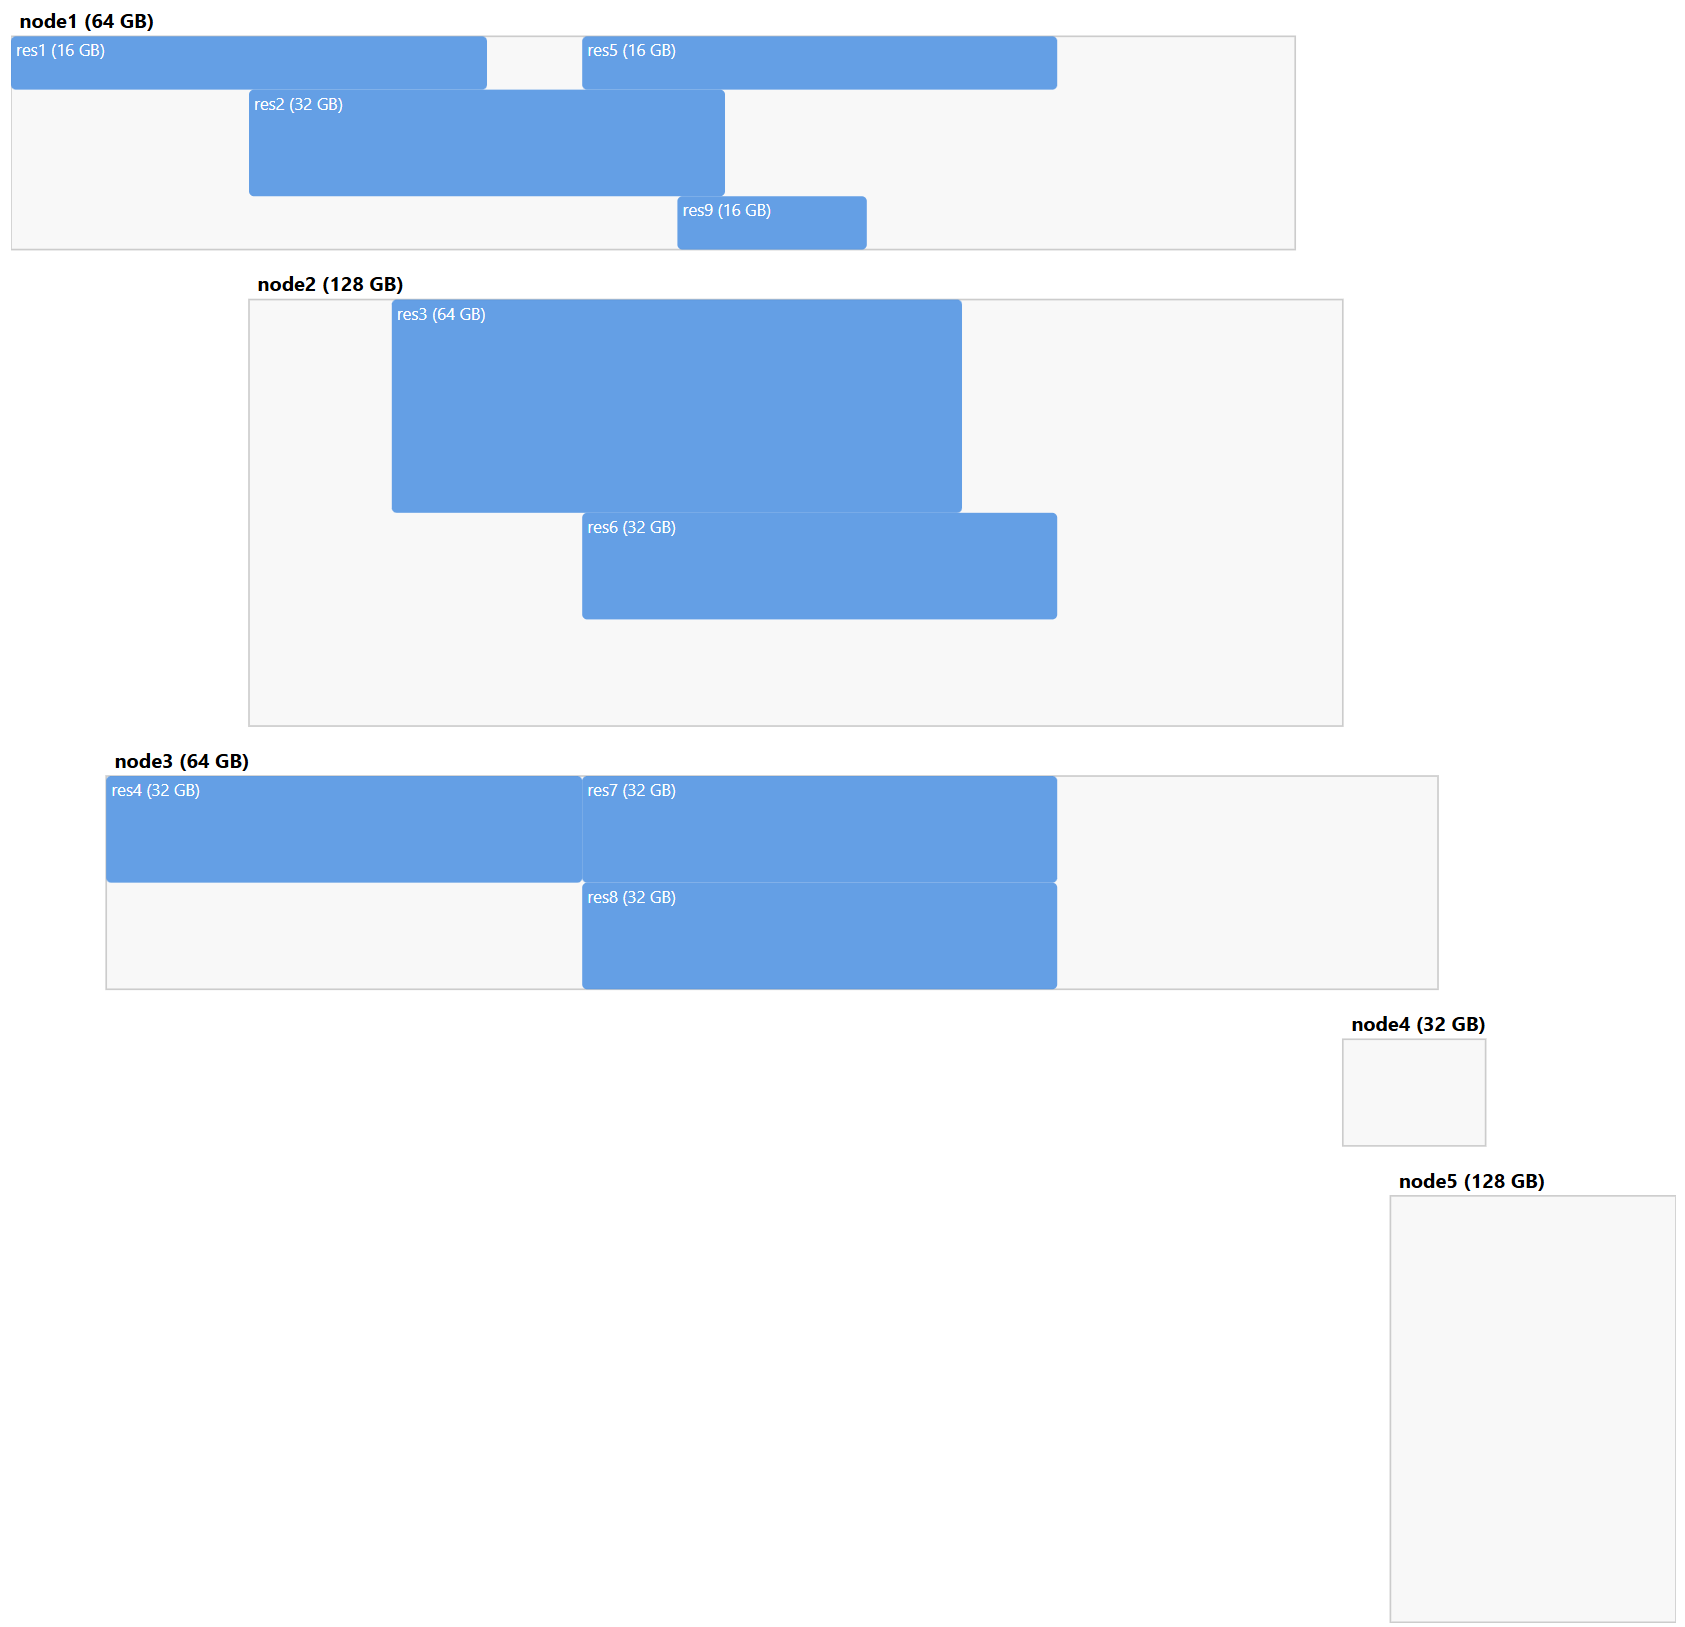 node1 (64 GB)
res1 (16 GB)
res5 (16 GB)
res2 (32 GB)
res9 (16 GB)
node2 (128 GB)
res3 (64 GB)
res6 (32 GB)
node3 (64 GB)
res4 (32 GB)
res7 (32 GB)
res8 (32 GB)
node4 (32 GB)
node5 (128 GB)